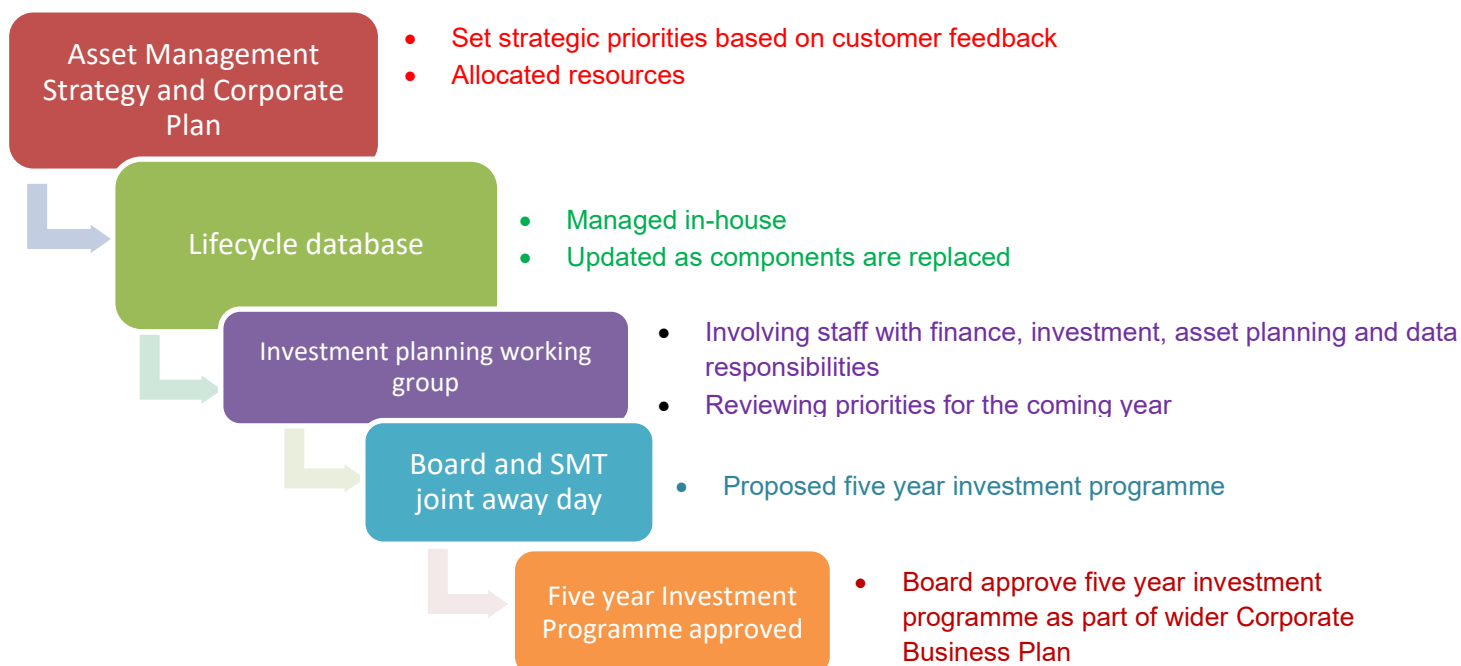 Asset Management
Strategy and Corporate
Plan
• Set strategic priorities based on customer feedback
• Allocated resources
Lifecycle database
• Managed in-house
• Updated as components are replaced
Investment planning working
group
• Involving staff with finance, investment, asset planning and data
responsibilities
• Reviewing priorities for the coming year
Board and SMT
joint away day
• Proposed five year investment programme
Five year Investment
Programme approved
• Board approve five year investment
programme as part of wider Corporate
Business Plan